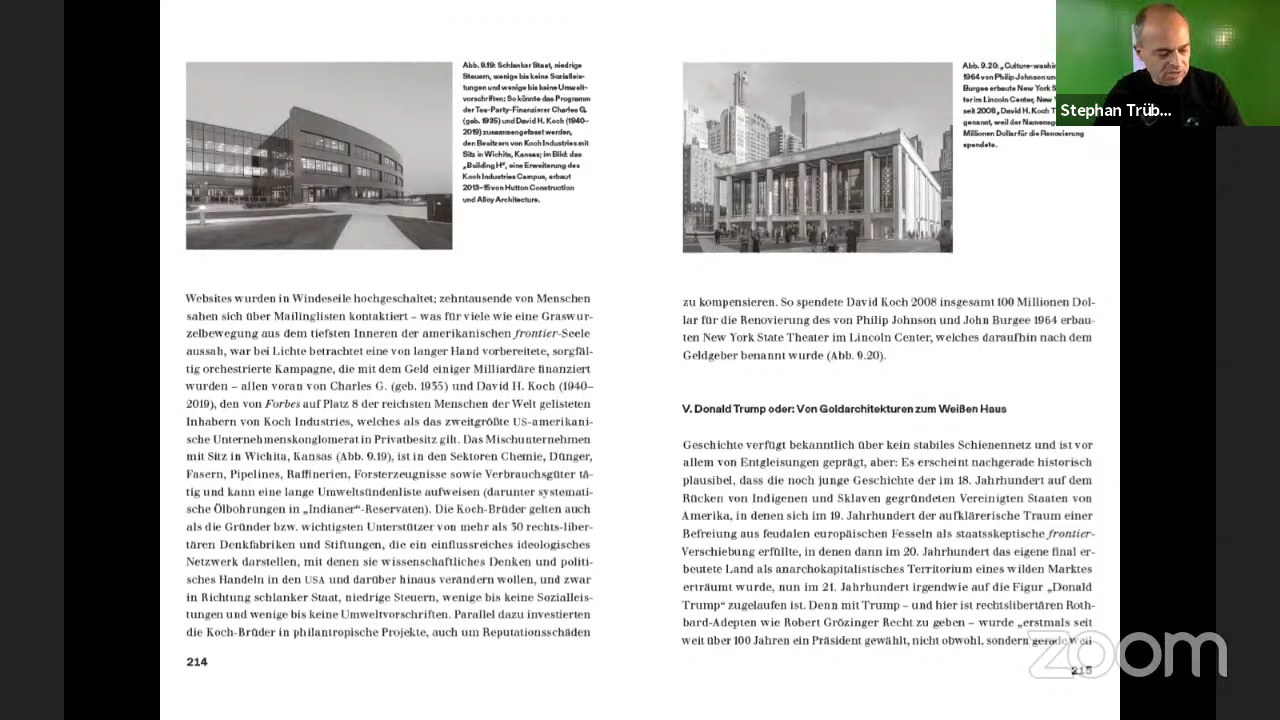 Abb. 9.19: Schlanker Staat, niedrige
Steuern, wenige bis keine Sozialleis-
tungen und wenige bis keine Umwelt-
vorschriften: So könnte das Programm
der Tea-Party-Finanzierer Charles G.
(geb. 1935) und David H. Koch (1940–
2019) zusammengefasst werden,
den Besitzern von Koch Industries mit
Sitz in Wichita, Kansas; im Bild: das
„Building H“, eine Erweiterung des
Koch Industries Campus, erbaut
2013–15 von Hutton Construction
und Alloy Architecture.
Websites wurden in Windeseile hochgeschaltet; zehntausende von Menschen
sahen sich über Mailinglisten kontaktiert – was für viele wie eine Graswur-
zelbewegung aus dem tiefsten Inneren der amerikanischen frontier-Seele
aussah, war bei Lichte betrachtet eine von langer Hand vorbereitete, sorgfäl-
tig orchestrierte Kampagne, die mit dem Geld einiger Milliardäre finanziert
wurden – allen voran von Charles G. (geb. 1935) und David H. Koch (1940–
2019), den von Forbes auf Platz 8 der reichsten Menschen der Welt gelisteten
Inhabern von Koch Industries, welches als das zweitgrößte US-amerikani-
sche Unternehmenskonglomerat in Privatbesitz gilt. Das Mischunternehmen
mit Sitz in Wichita, Kansas (Abb. 9.19), ist in den Sektoren Chemie, Dünger,
Fasern, Pipelines, Raffinerien, Forsterzeugnisse sowie Verbrauchsgüter tä-
tig und kann eine lange Umweltsündenliste aufweisen (darunter systemati-
sche Ölbohrungen in „Indianer“-Reservaten). Die Koch-Brüder gelten auch
als die Gründer bzw. wichtigsten Unterstützer von mehr als 30 rechts-liber-
tären Denkfabriken und Stiftungen, die ein einflussreiches ideologisches
Netzwerk darstellen, mit denen sie wissenschaftliches Denken und politi-
sches Handeln in den USA und darüber hinaus verändern wollen, und zwar
in Richtung schlanker Staat, niedrige Steuern, wenige bis keine Sozialleis-
tungen und wenige bis keine Umweltvorschriften. Parallel dazu investierten
die Koch-Brüder in philantropische Projekte, auch um Reputationsschäden
214
Abb. 9.20: „Culture-washin
1964 von Philip Johnson un
Burgee erbaute New York S
ter im Lincoln Center, New Y
seit 2008 „David H. Koch T
genannt, weil der Namensg
Millionen Dollar für die Renovierung
spendete.
zu kompensieren. So spendete David Koch 2008 insgesamt 100 Millionen Dol-
lar für die Renovierung des von Philip Johnson und John Burgee 1964 erbau-
ten New York State Theater im Lincoln Center, welches daraufhin nach dem
Geldgeber benannt wurde (Abb. 9.20).
V. Donald Trump oder: Von Goldarchitekturen zum Weißen Haus
Geschichte verfügt bekanntlich über kein stabiles Schienennetz und ist vor
allem von Entgleisungen geprägt, aber: Es erscheint nachgerade historisch
plausibel, dass die noch junge Geschichte der im 18. Jahrhundert auf dem
Rücken von Indigenen und Sklaven gegründeten Vereinigten Staaten von
Amerika, in denen sich im 19. Jahrhundert der aufklärerische Traum einer
Befreiung aus feudalen europäischen Fesseln als staatsskeptische frontier-
Verschiebung erfüllte, in denen dann im 20. Jahrhundert das eigene final er-
beutete Land als anarchokapitalistisches Territorium eines wilden Marktes
erträumt wurde, nun im 21. Jahrhundert irgendwie auf die Figur „Donald
Trump“ zugelaufen ist. Denn mit Trump – und hier ist rechtslibertären Roth-
bard-Adepten wie Robert Grözinger Recht zu geben – wurde „erstmals seit
weit über 100 Jahren ein Präsident gewählt, nicht obwohl, sondern gerade weil
215
Stephan Trüb...
zoom